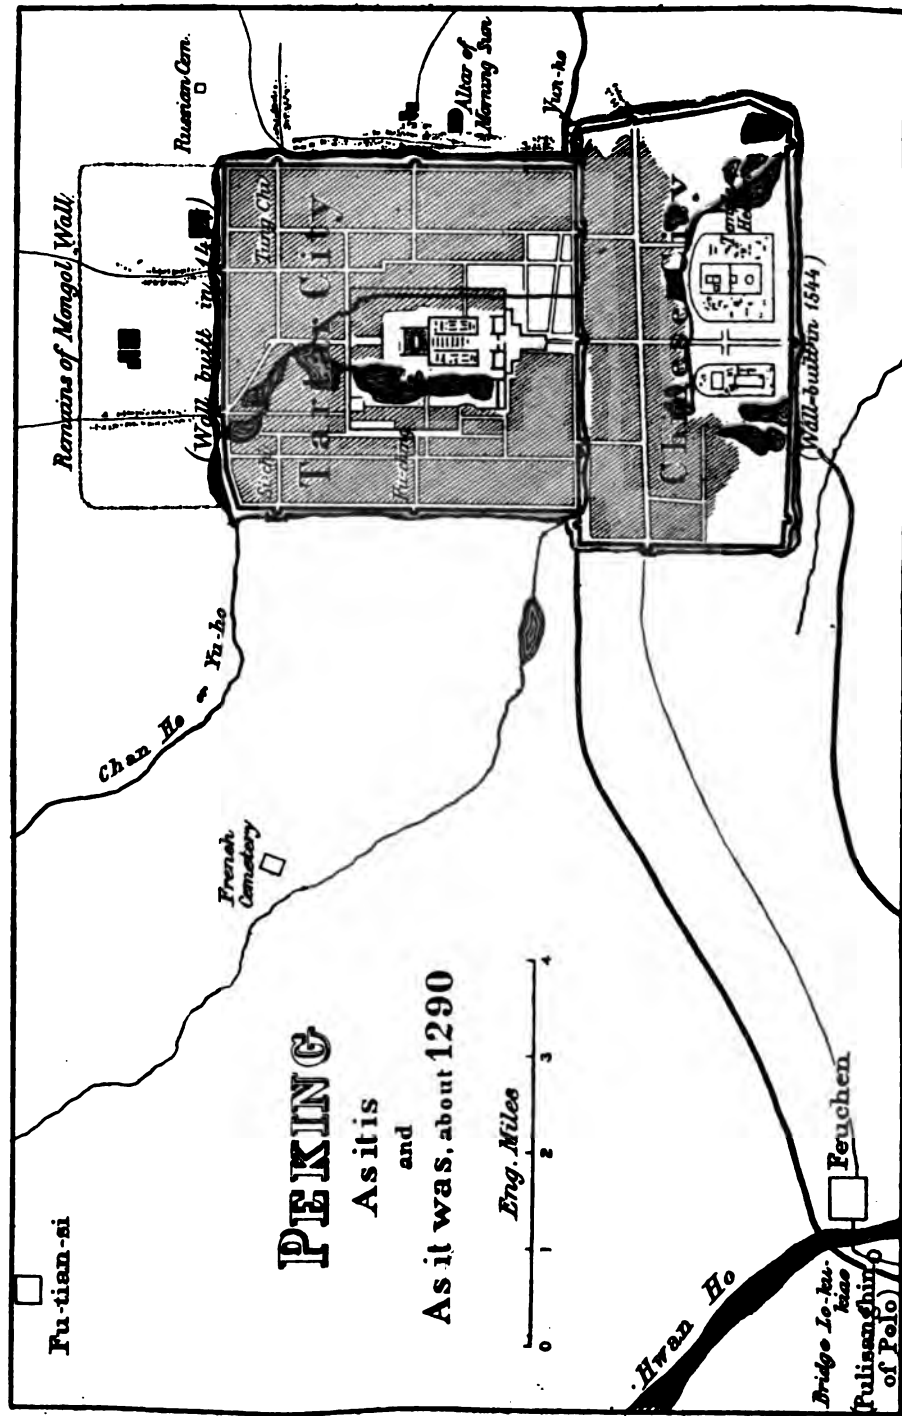 PEKING
As it is
and
As it was, about 1290
Eng. Miles
0 1 2 3 4
Fu-tian-si
French
Cemetery
Chan Ho or Yu-ho
Remains of Mongol Wall
Russian Cem.
(Wall built in 14
Tartar City
Tung Chi
Altar of
Morning Sun
Yun-ho
Chinese
(Wall-built in 1544)
Hwan Ho
Feuchen
Bridge Lo-ku-
kiao
(Pulisanghin
of Polo)